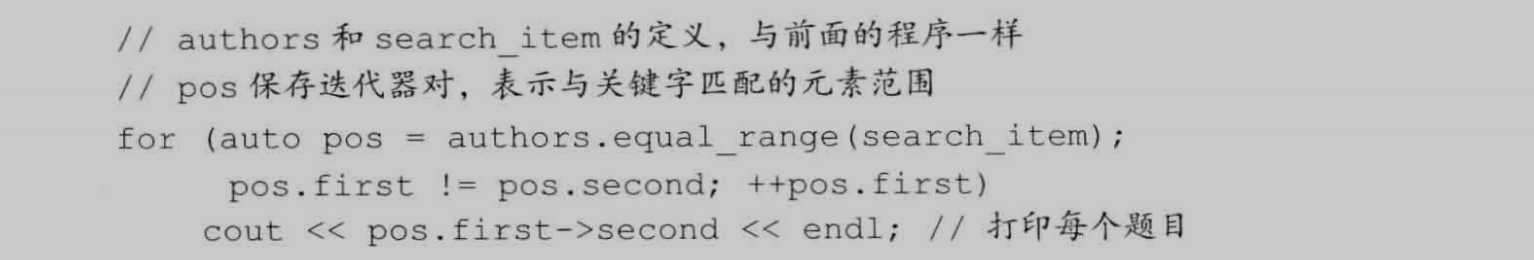 // authors 和 search_item 的定义，与前面的程序一样
// pos 保存迭代器对，表示与关键字匹配的元素范围
for (auto pos = authors.equal_range(search_item);
     pos.first != pos.second; ++pos.first)
    cout << pos.first->second << endl; // 打印每个题目